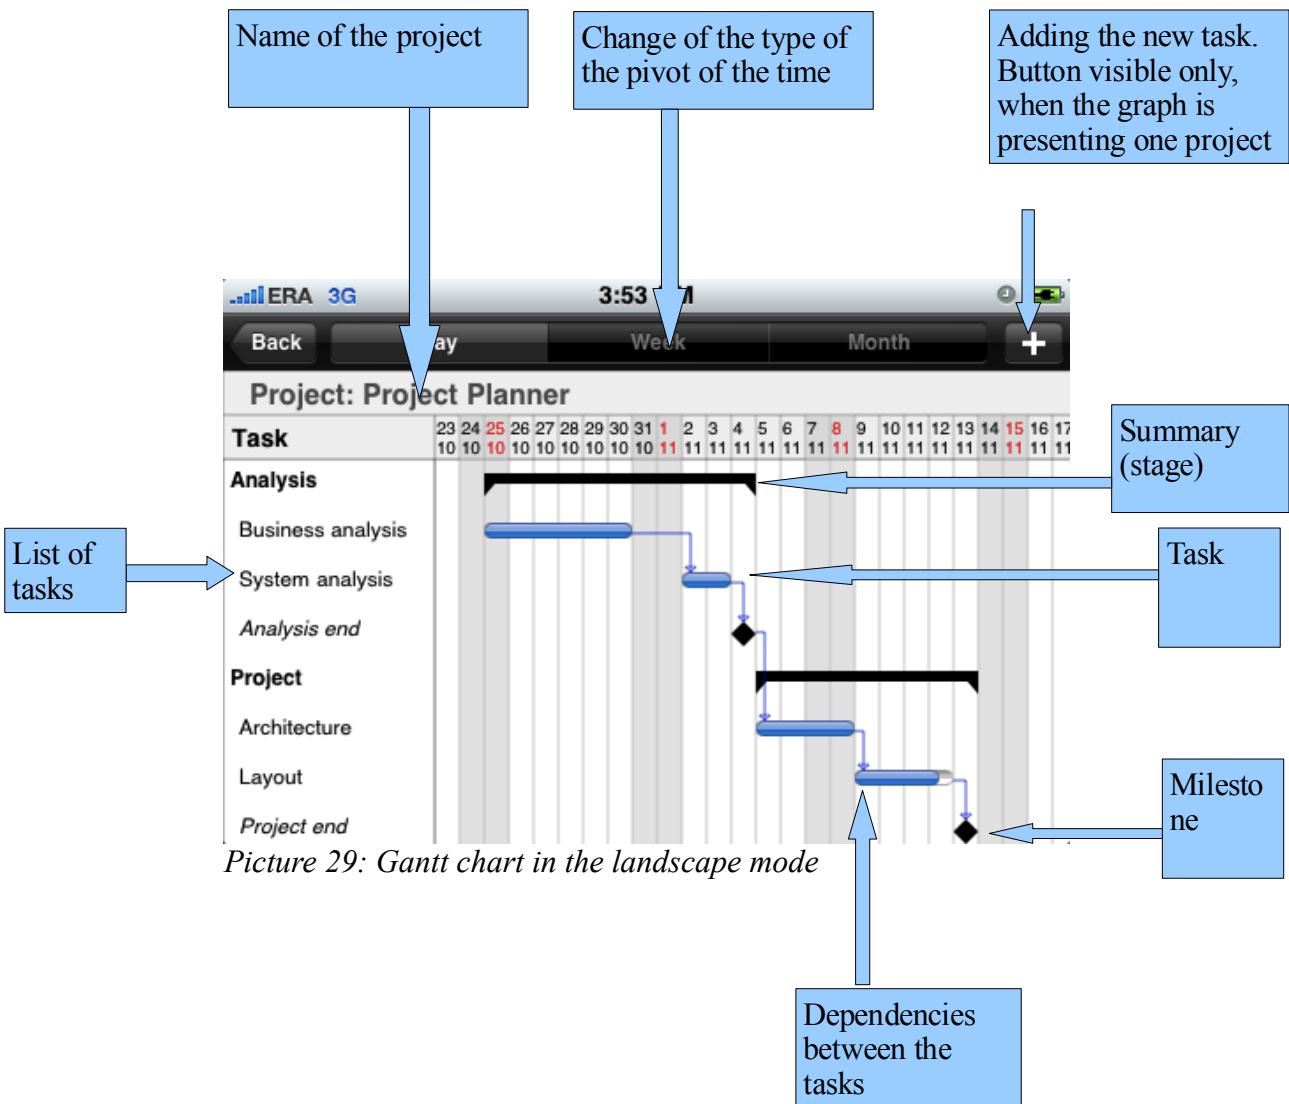 Name of the project
Change of the type of
the pivot of the time
Adding the new task.
Button visible only,
when the graph is
presenting one project
ERA 3G
3:53
Back
ay
Week
Month
+
Project: Project Planner
Task
23 24 25 26 27 28 29 30 31 1 2 3 4 5 6 7 8 9 10 11 12 13 14 15 16 17
10 10 10 10 10 10 10 10 10 11 11 11 11 11 11 11 11 11 11 11 11 11 11 11 11 11
Summary
(stage)
Analysis
Business analysis
List of
tasks
System analysis
Task
Analysis end
Project
Architecture
Layout
Milesto
ne
Project end
Picture 29: Gantt chart in the landscape mode
Dependencies
between the
tasks